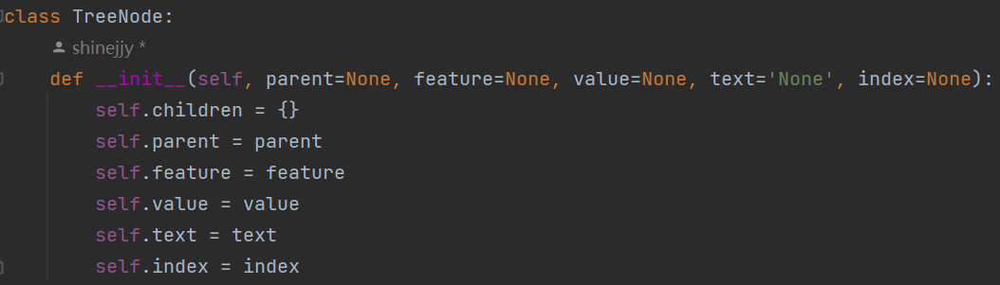 class TreeNode:
shinejjy *
def __init__(self, parent=None, feature=None, value=None, text='None', index=None):
self.children = {}
self.parent = parent
self.feature = feature
self.value = value
self.text = text
self.index = index